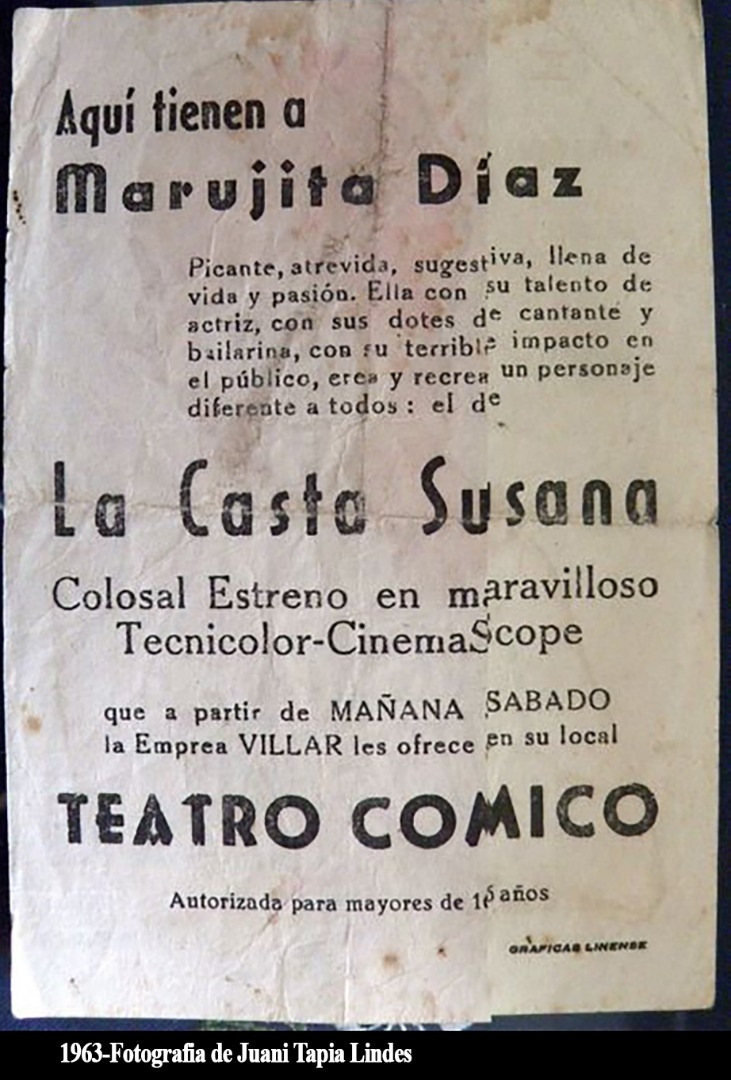 Aquí tienen a
Marujita Díaz
Picante, atrevida, sugestiva, llena de
vida y pasión. Ella con su talento de
actriz, con sus dotes de cantante y
bailarina, con su terrible impacto en
el público, crea y recrea un personaje
diferente a todos : el de
La Casta Susana
Colosal Estreno en maravilloso
Tecnicolor-CinemaScope
que a partir de MAÑANA SABADO
la Emprea VILLAR les ofrece en su local
TEATRO COMICO
Autorizada para mayores de años
GRAFICAS LINENSE
1963-Fotografia de Juani Tapia Lindes